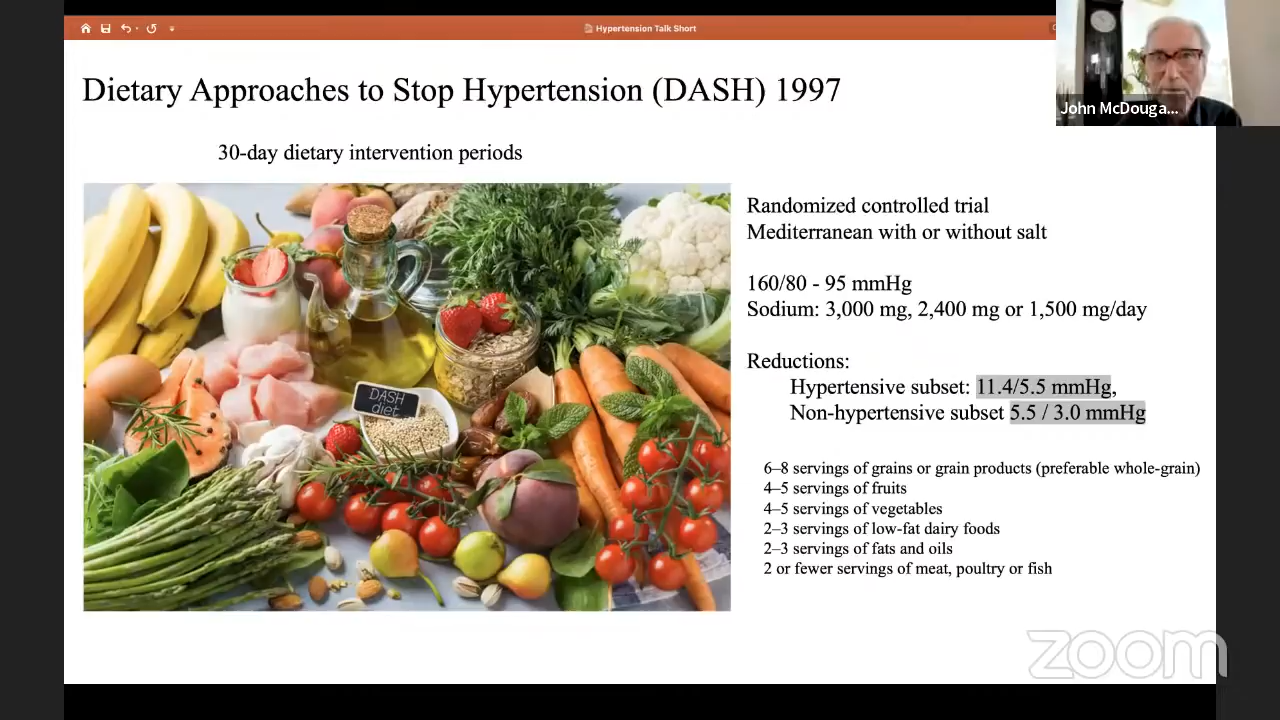 Hypertension Talk Short
John McDouga...
Dietary Approaches to Stop Hypertension (DASH) 1997
30-day dietary intervention periods
Randomized controlled trial
Mediterranean with or without salt
160/80 - 95 mmHg
Sodium: 3,000 mg, 2,400 mg or 1,500 mg/day
Reductions:
Hypertensive subset: 11.4/5.5 mmHg,
Non-hypertensive subset 5.5 / 3.0 mmHg
DASH
diet
6–8 servings of grains or grain products (preferable whole-grain)
4–5 servings of fruits
4–5 servings of vegetables
2–3 servings of low-fat dairy foods
2–3 servings of fats and oils
2 or fewer servings of meat, poultry or fish
zoom